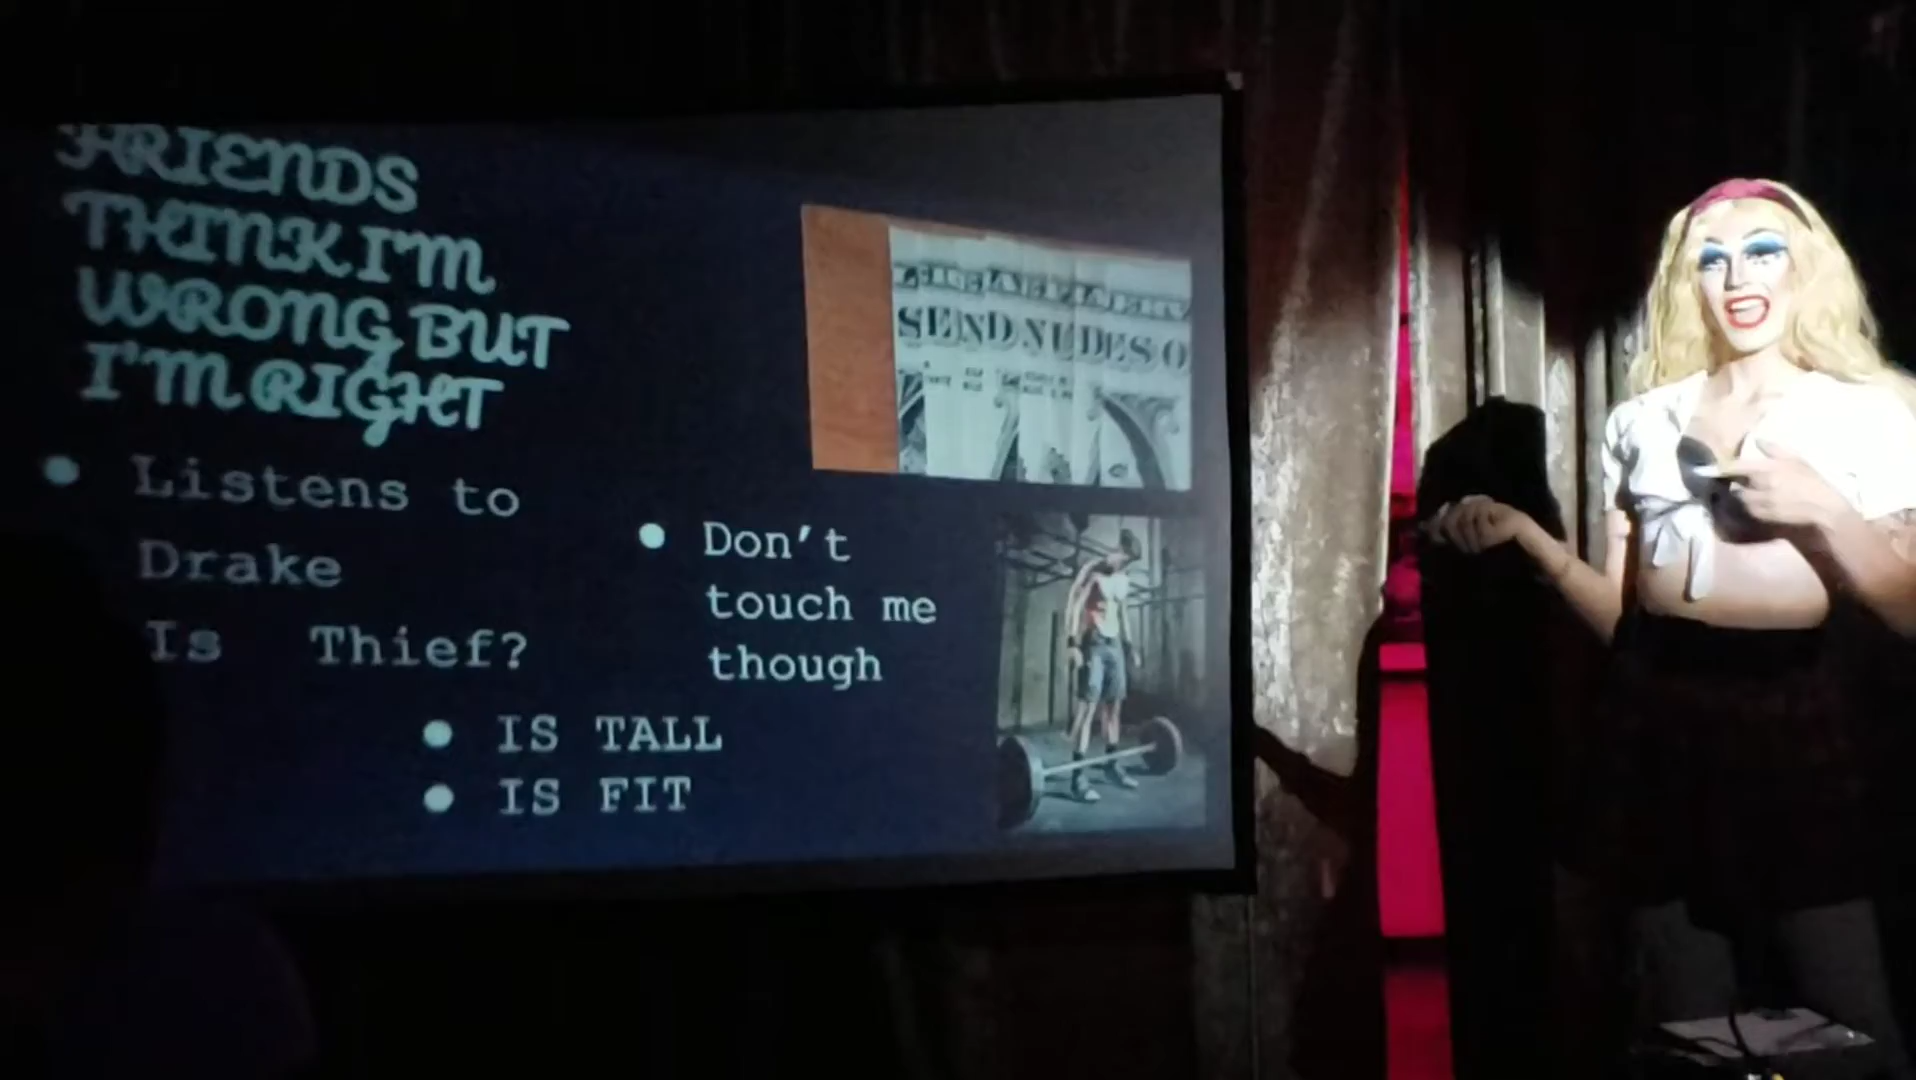 FRIENDS
THINK I'M
WRONG BUT
I'M RIGHT
Listens to
Drake
Is Thief?
Don't
touch me
though
IS TALL
IS FIT
SEND NUDES O